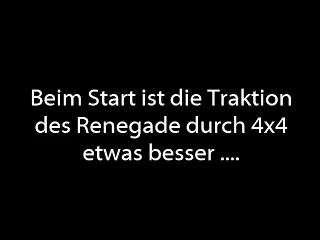 Beim Start ist die Traktion
des Renegade durch 4x4
etwas besser ....